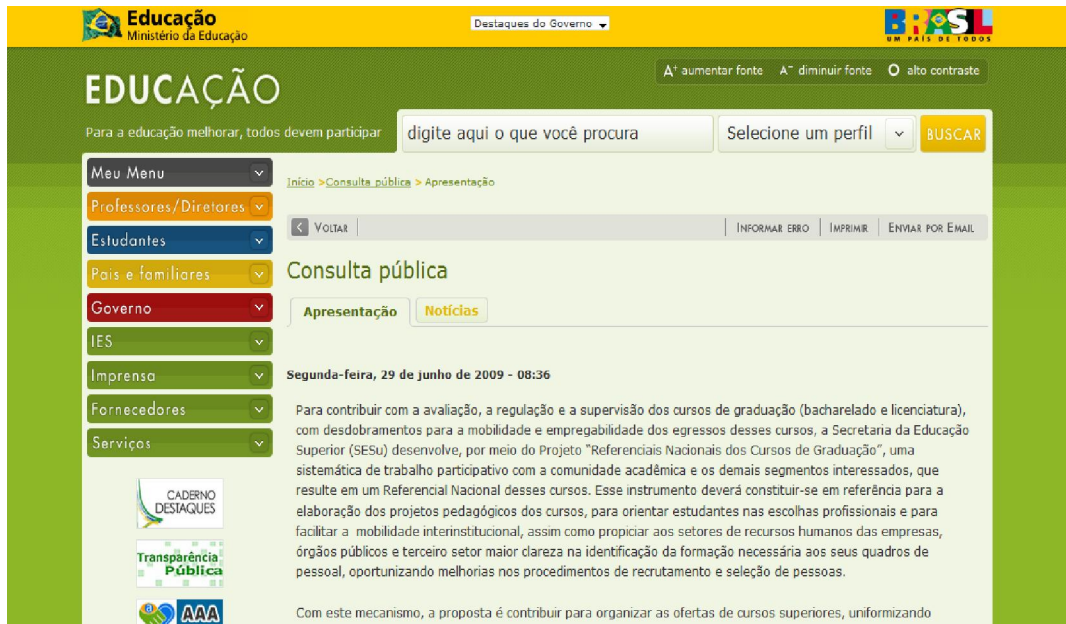 Educação
Ministério da Educação
Destaques do Governo
BRASIL
UM PAÍS DE TODOS
A+ aumentar fonte A- diminuir fonte O alto contraste
EDUCAÇÃO
Para a educação melhorar, todos devem participar
digite aqui o que você procura
Selecione um perfil
BUSCAR
Meu Menu
Professores/Diretores
Estudantes
Pais e familiares
Governo
IES
Imprensa
Fornecedores
Serviços
CADERNO
DESTAQUES
Transparência
Pública
AAA
Início >Consulta pública > Apresentação
VOLTAR
INFORMAR ERRO
IMPRIMIR
ENVIAR POR EMAIL
Consulta pública
Apresentação
Notícias
Segunda-feira, 29 de junho de 2009 - 08:36
Para contribuir com a avaliação, a regulação e a supervisão dos cursos de graduação (bacharelado e licenciatura),
com desdobramentos para a mobilidade e empregabilidade dos egressos desses cursos, a Secretaria da Educação
Superior (SESu) desenvolve, por meio do Projeto "Referenciais Nacionais dos Cursos de Graduação", uma
sistemática de trabalho participativo com a comunidade acadêmica e os demais segmentos interessados, que
resulte em um Referencial Nacional desses cursos. Esse instrumento deverá constituir-se em referência para a
elaboração dos projetos pedagógicos dos cursos, para orientar estudantes nas escolhas profissionais e para
facilitar a mobilidade interinstitucional, assim como propiciar aos setores de recursos humanos das empresas,
órgãos públicos e terceiro setor maior clareza na identificação da formação necessária aos seus quadros de
pessoal, oportunizando melhorias nos procedimentos de recrutamento e seleção de pessoas.
Com este mecanismo, a proposta é contribuir para organizar as ofertas de cursos superiores, uniformizando